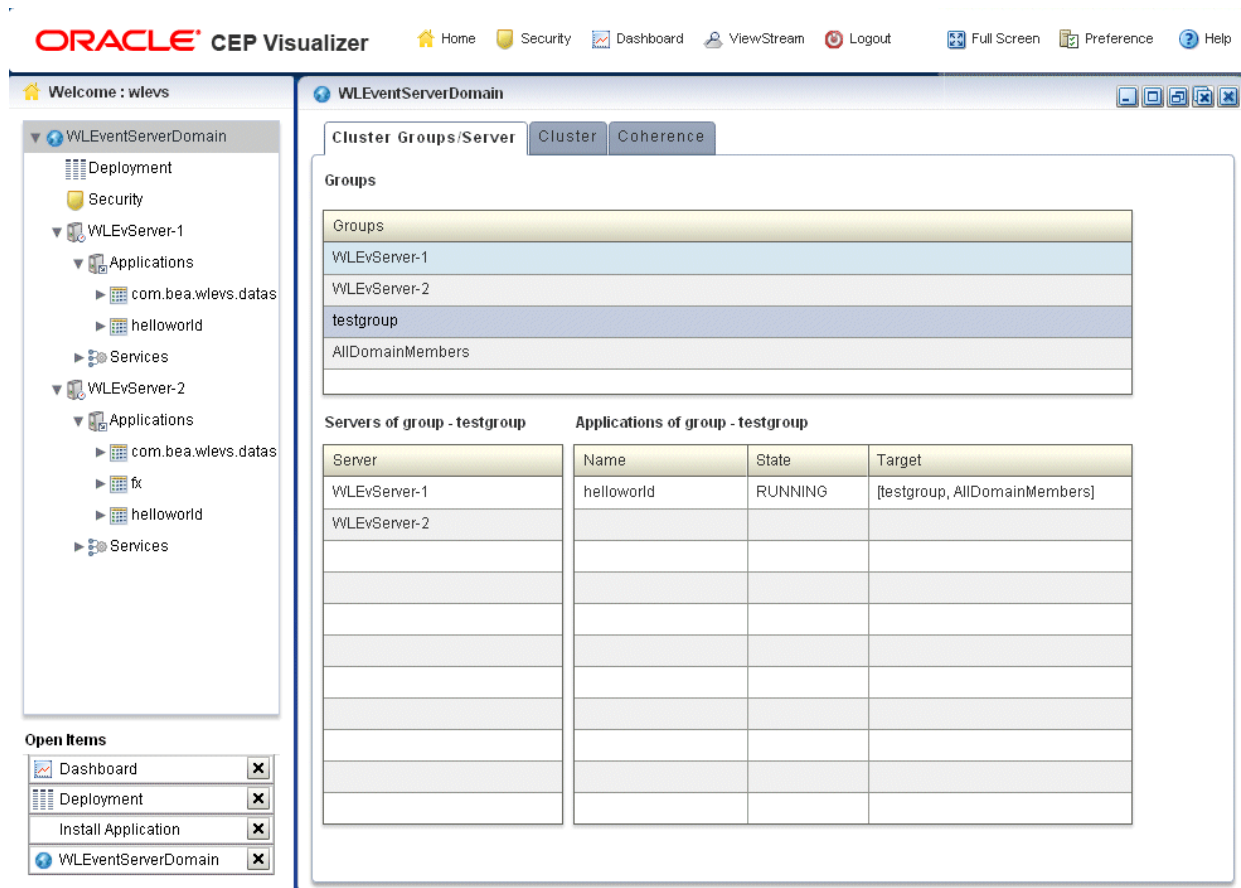 ORACLE CEP Visualizer
Home Security Dashboard ViewStream Logout Full Screen Preference Help
Welcome : wlevs
WLEventServerDomain
Deployment
Security
WLEvServer-1
Applications
com.bea.wlevs.datas
helloworld
Services
WLEvServer-2
Applications
com.bea.wlevs.datas
fx
helloworld
Services
Open Items
Dashboard
Deployment
Install Application
WLEventServerDomain
WLEventServerDomain
Cluster Groups/Server Cluster Coherence
Groups
Groups
WLEvServer-1
WLEvServer-2
testgroup
AllDomainMembers
Servers of group - testgroup
Server
WLEvServer-1
WLEvServer-2
Applications of group - testgroup
Name State Target
helloworld RUNNING [testgroup, AllDomainMembers]